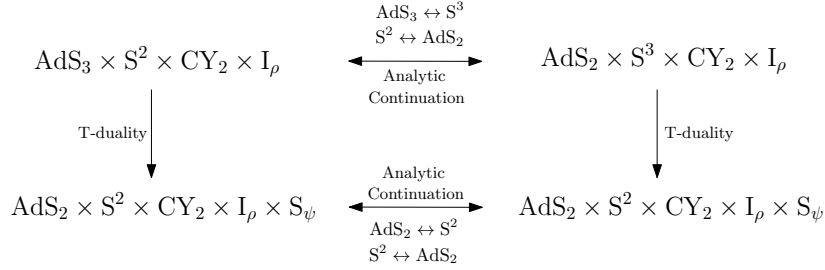 AdS₃ ↔ S³
S² ↔ AdS₂
AdS₃ × S² × CY₂ × I_ρ
AdS₂ × S³ × CY₂ × I_ρ
Analytic
Continuation
T-duality
T-duality
Analytic
Continuation
AdS₂ × S² × CY₂ × I_ρ × S_ψ
AdS₂ × S² × CY₂ × I_ρ × S_ψ
AdS₂ ↔ S²
S² ↔ AdS₂